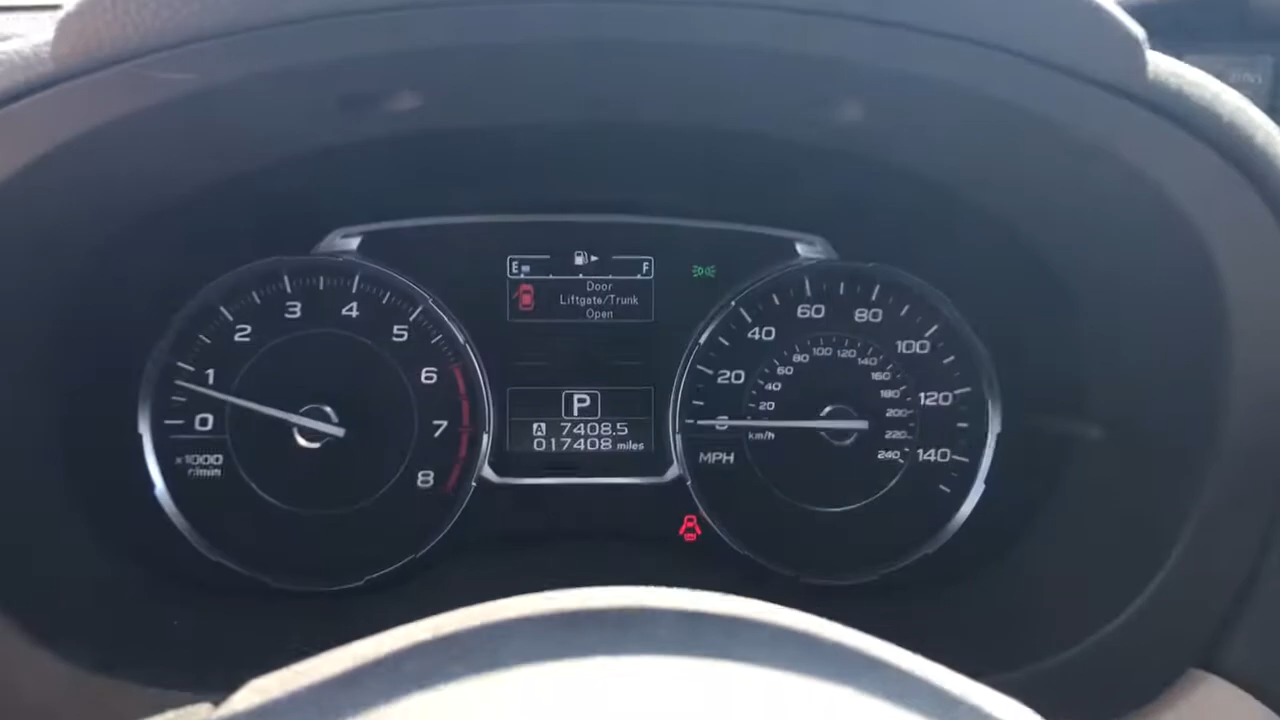 E F
Door
Liftgate/Trunk
Open
0 1 2 3 4 5 6 7 8
x1000
r/min
P
A 7408.5
017408 miles
0 20 40 60 80 100 120 140
MPH
20 40 60 80 100 120 140 160 180 200 220 240
km/h